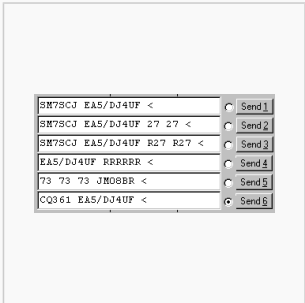 SM7SCJ EA5/DJ4UF < Send 1
SM7SCJ EA5/DJ4UF 27 27 < Send 2
SM7SCJ EA5/DJ4UF R27 R27 < Send 3
EA5/DJ4UF RRRRRR < Send 4
73 73 73 JM08BR < Send 5
CQ361 EA5/DJ4UF < Send 6